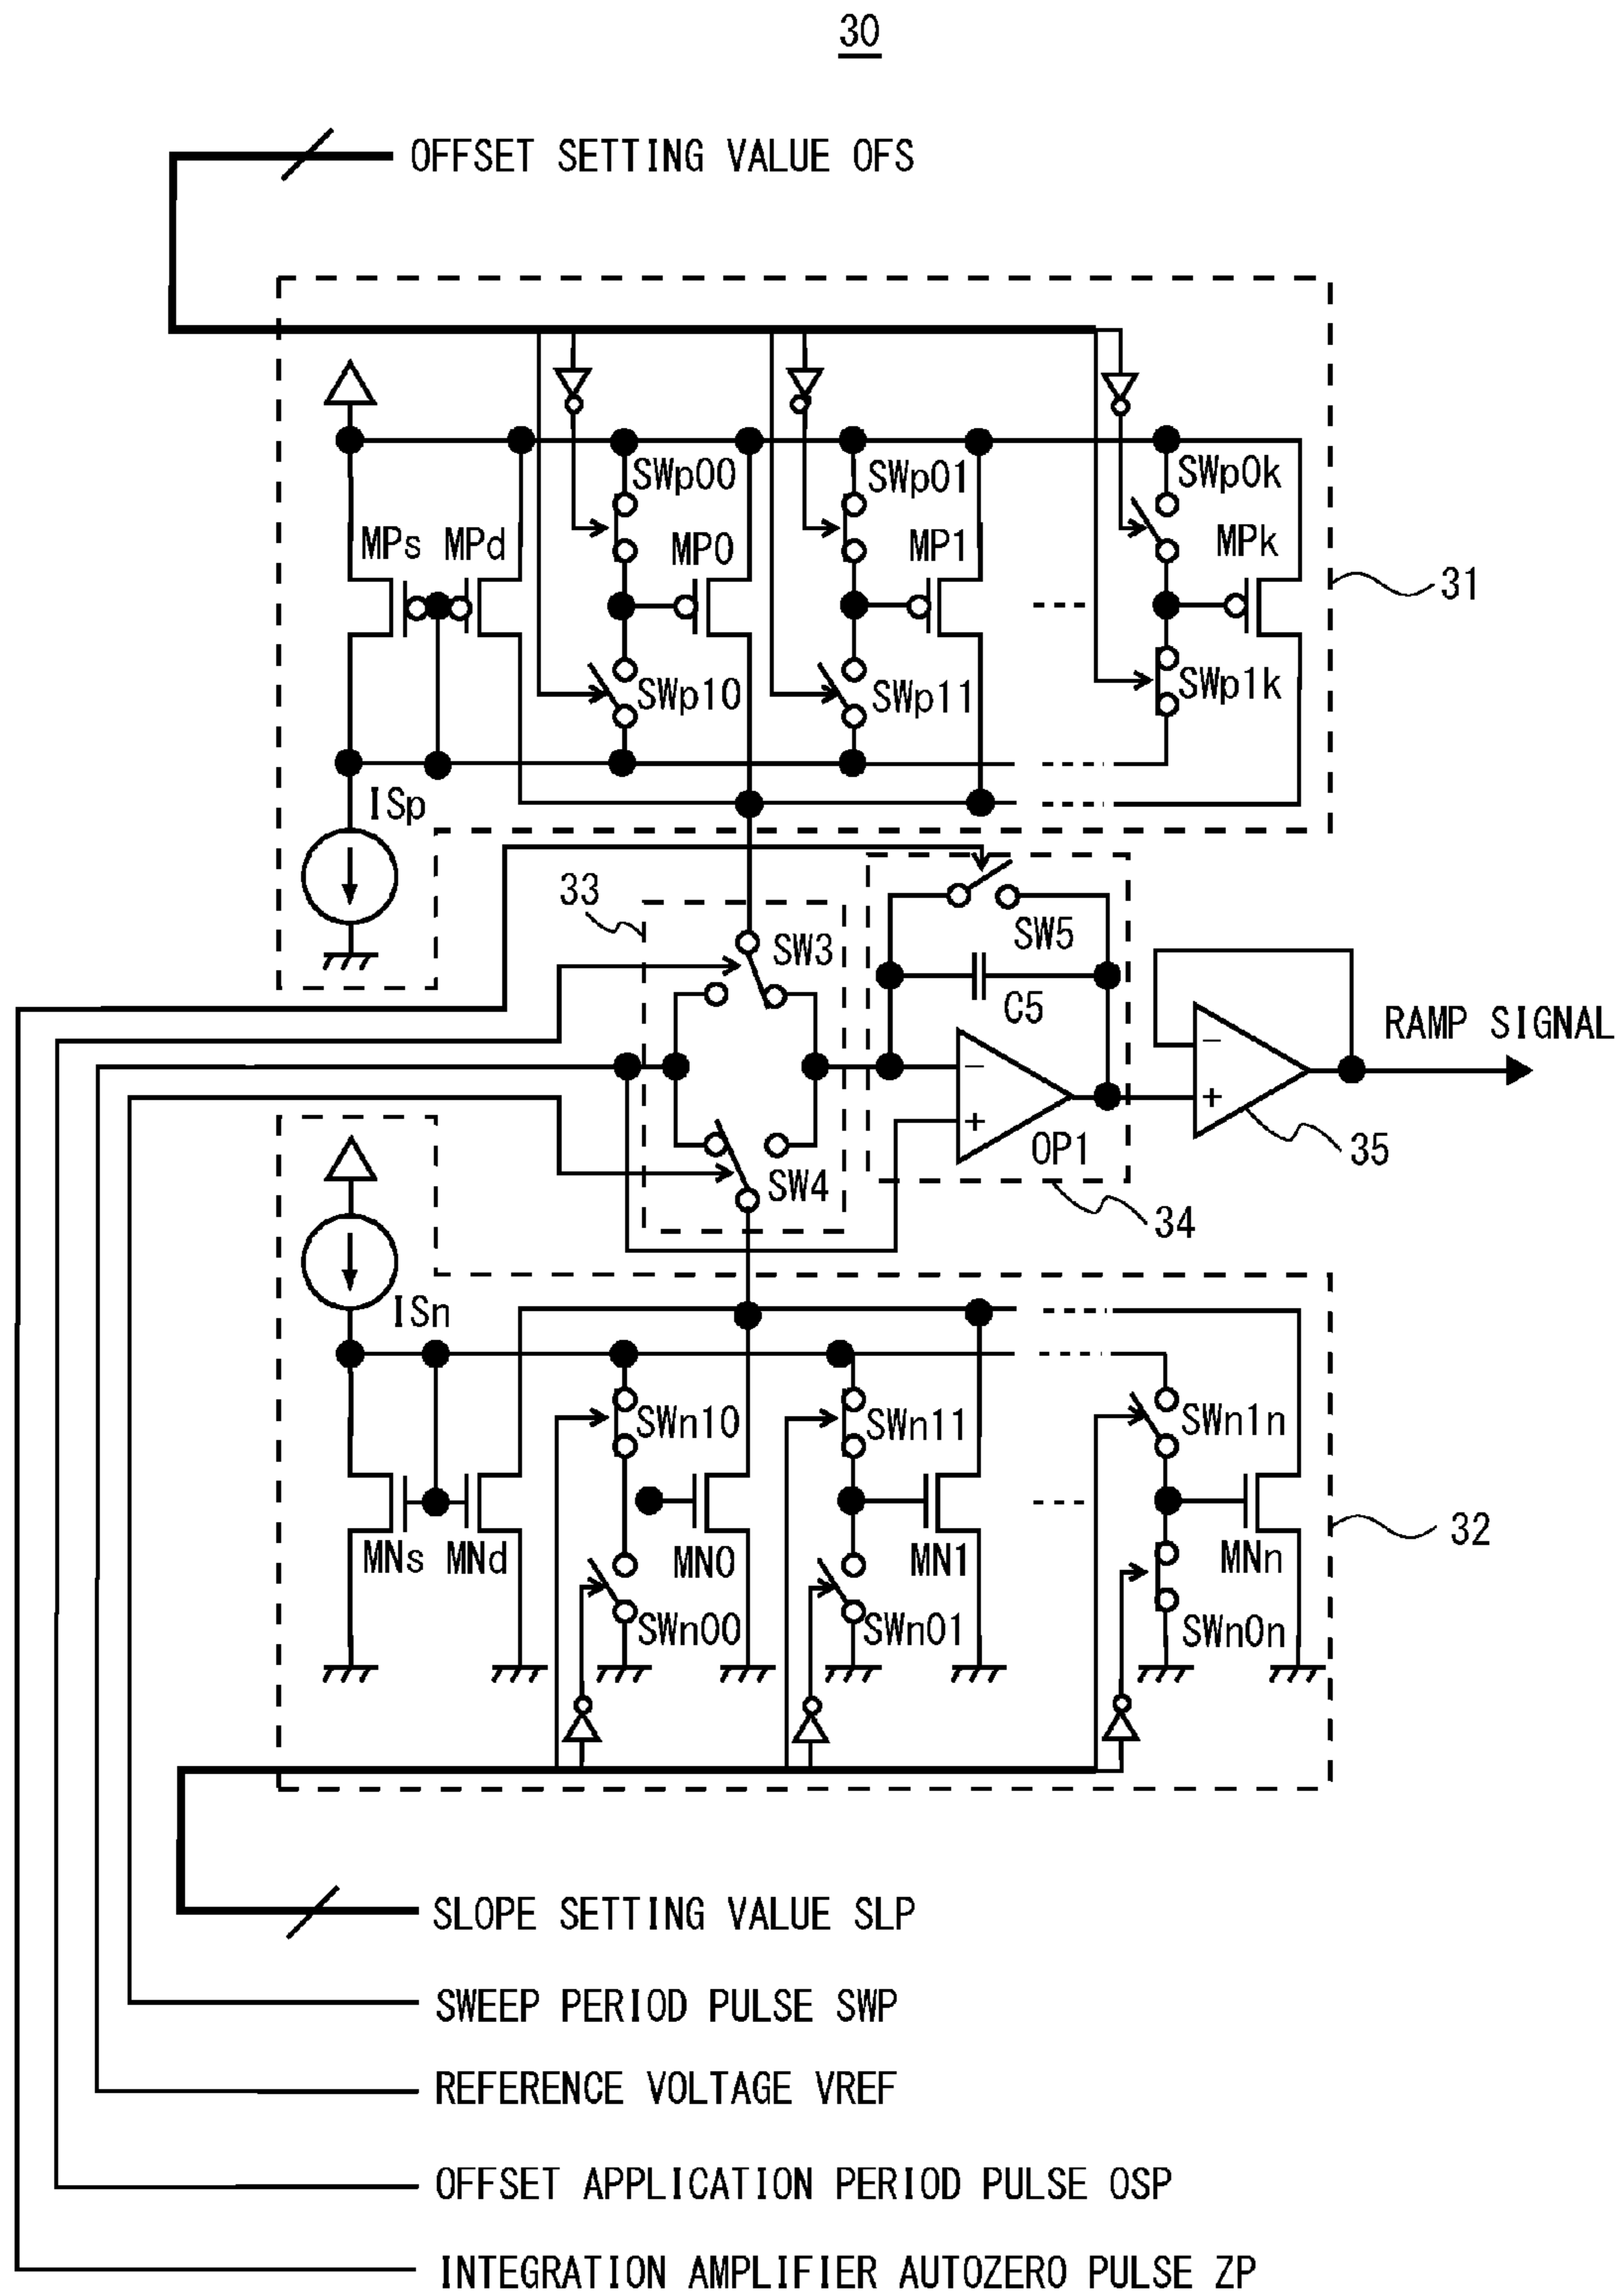 30
OFFSET SETTING VALUE OFS
SWp00
SWp01
SWp0k
MPs
MPd
MP0
MP1
MPk
31
SWp10
SWp11
SWp1k
ISp
33
SW3
SW5
C5
RAMP SIGNAL
−
−
+
+
OP1
35
SW4
34
ISn
SWn10
SWn11
SWn1n
MNs
MNd
MN0
MN1
MNn
32
SWn00
SWn01
SWn0n
SLOPE SETTING VALUE SLP
SWEEP PERIOD PULSE SWP
REFERENCE VOLTAGE VREF
OFFSET APPLICATION PERIOD PULSE OSP
INTEGRATION AMPLIFIER AUTOZERO PULSE ZP